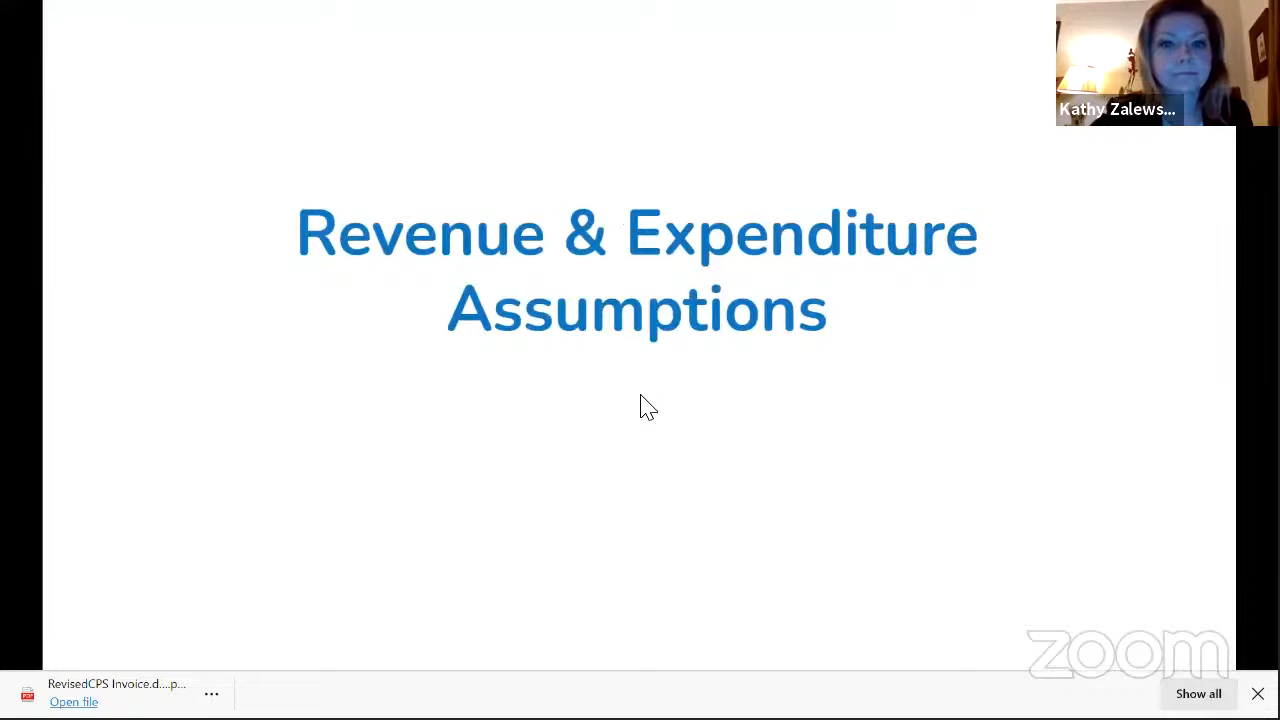 Kathy Zalews...
Revenue & Expenditure
Assumptions
zoom
RevisedCPS Invoice.d....p...
Open file
Show all